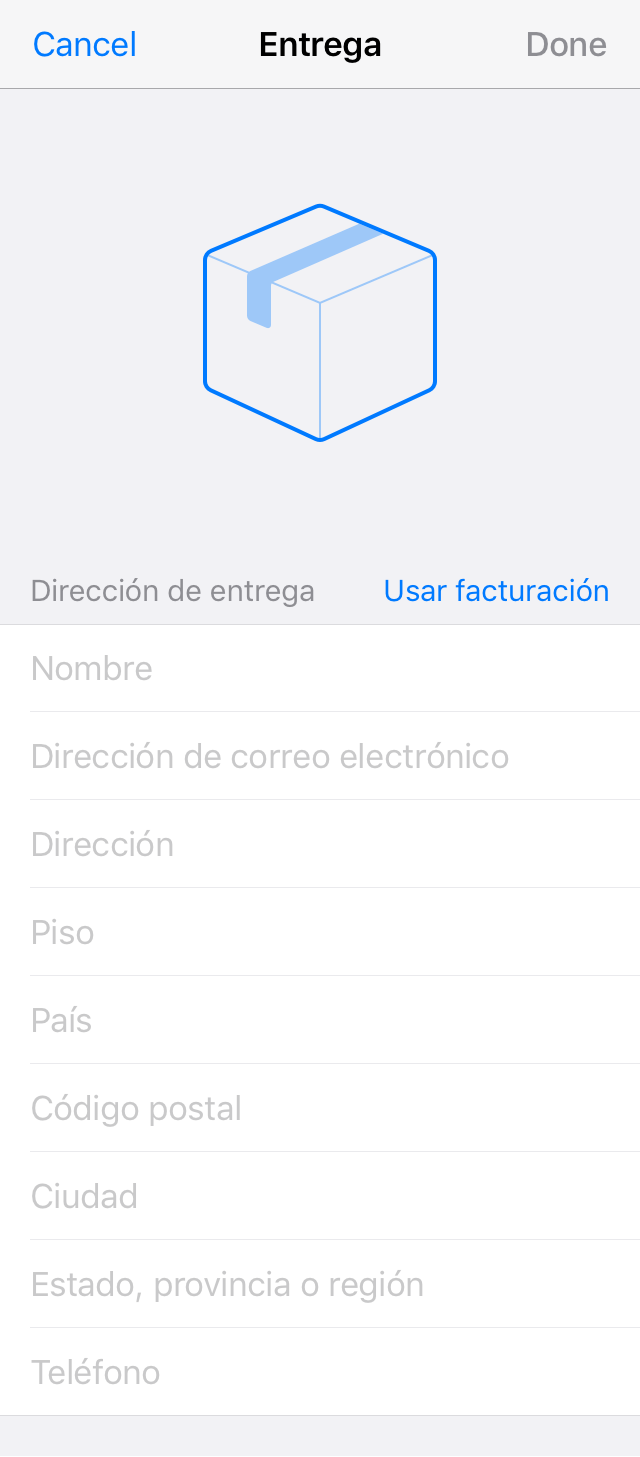 Cancel Entrega Done
Dirección de entrega Usar facturación
Nombre
Dirección de correo electrónico
Dirección
Piso
País
Código postal
Ciudad
Estado, provincia o región
Teléfono